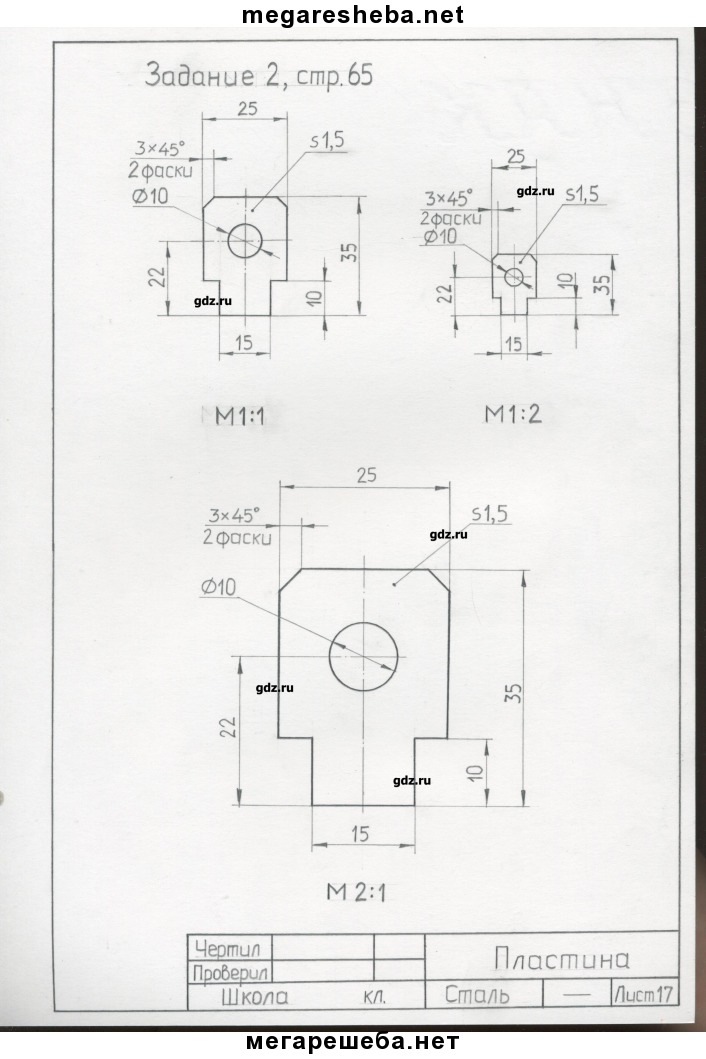 megaresheba.net
Задание 2, стр. 65
25
3×45°
2 фаски
s1,5
Ø10
22
35
10
15
gdz.ru
М1:1
25
gdz.ru
3×45°
2 фаски
s1,5
Ø10
22
10
35
15
М1:2
25
3×45°
2 фаски
s1,5
gdz.ru
Ø10
gdz.ru
22
35
10
gdz.ru
15
М 2:1
Чертил
Проверил
Пластина
Школа кл. Сталь — Лист 17
мегарешеба.нет